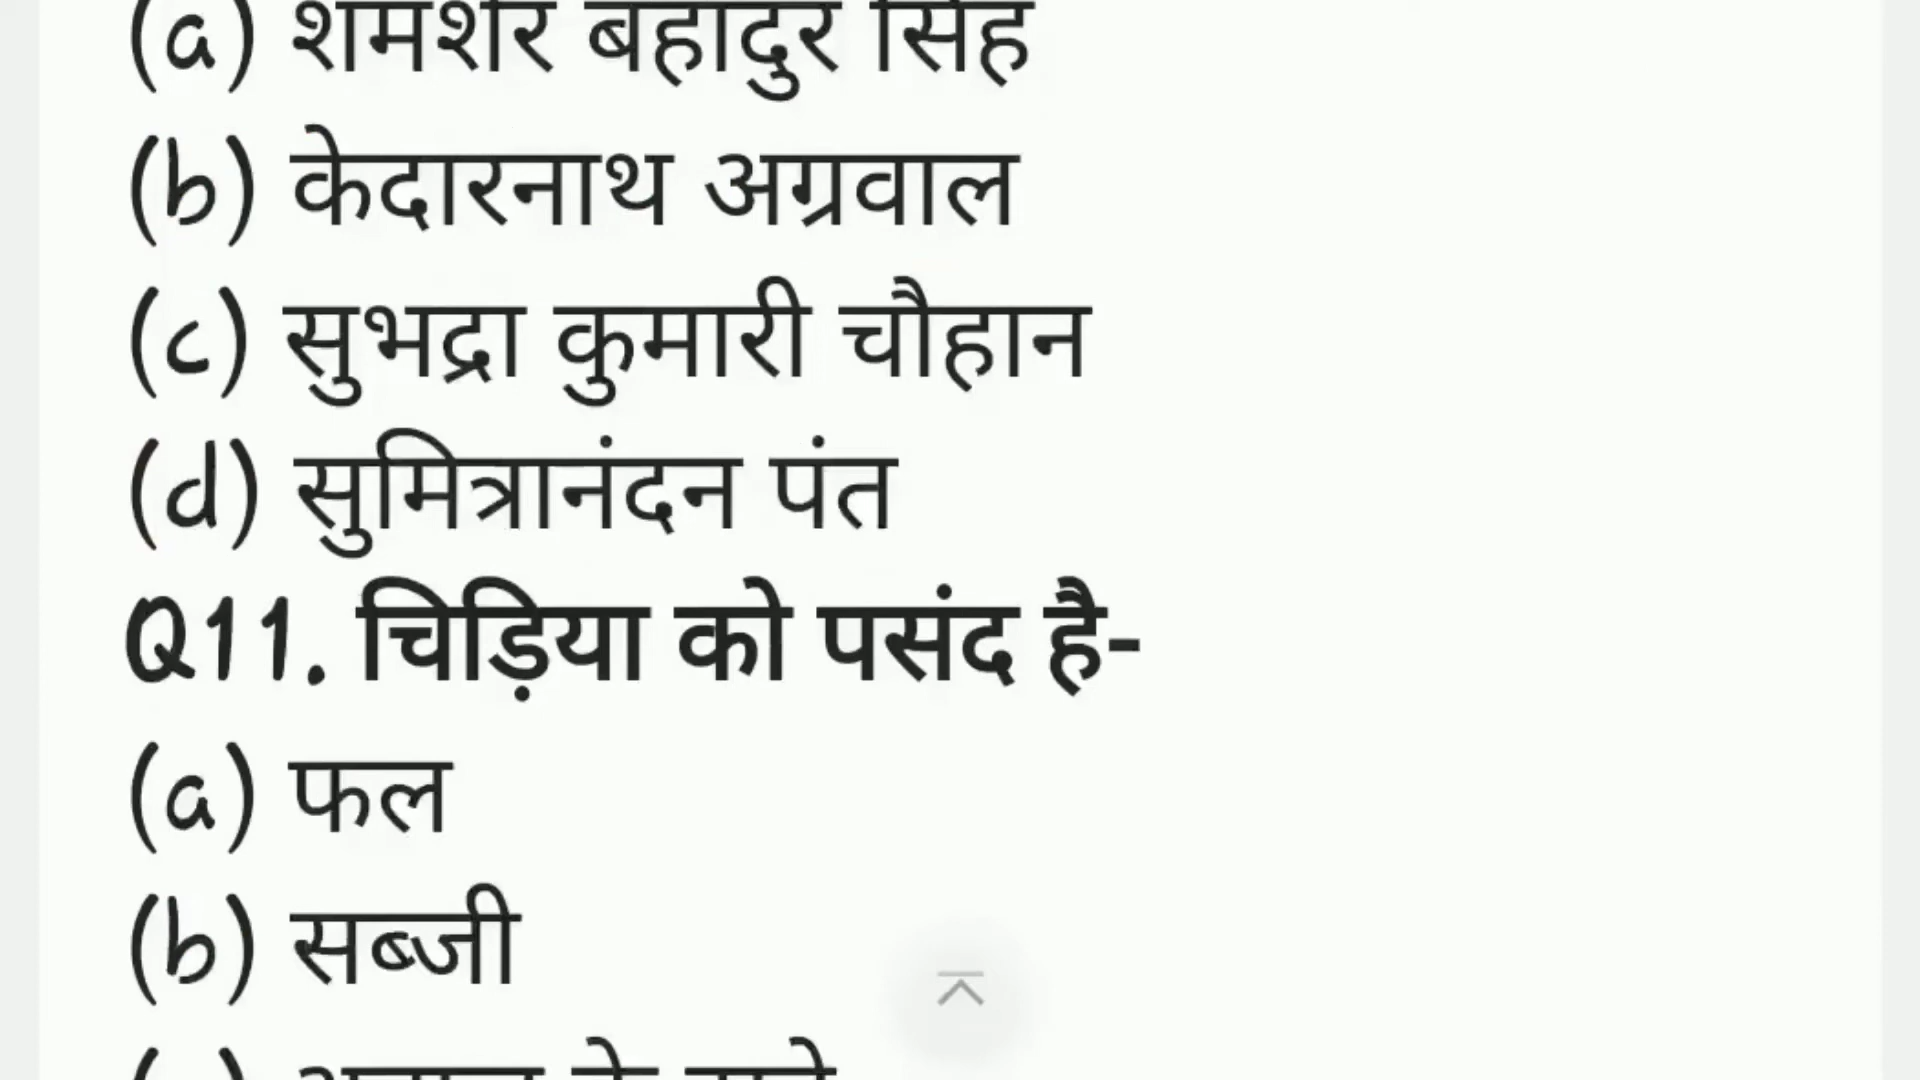 (a) शमशेर बहादुर सिंह
(b) केदारनाथ अग्रवाल
(c) सुभद्रा कुमारी चौहान
(d) सुमित्रानंदन पंत
Q11. चिड़िया को पसंद है-
(a) फल
(b) सब्जी